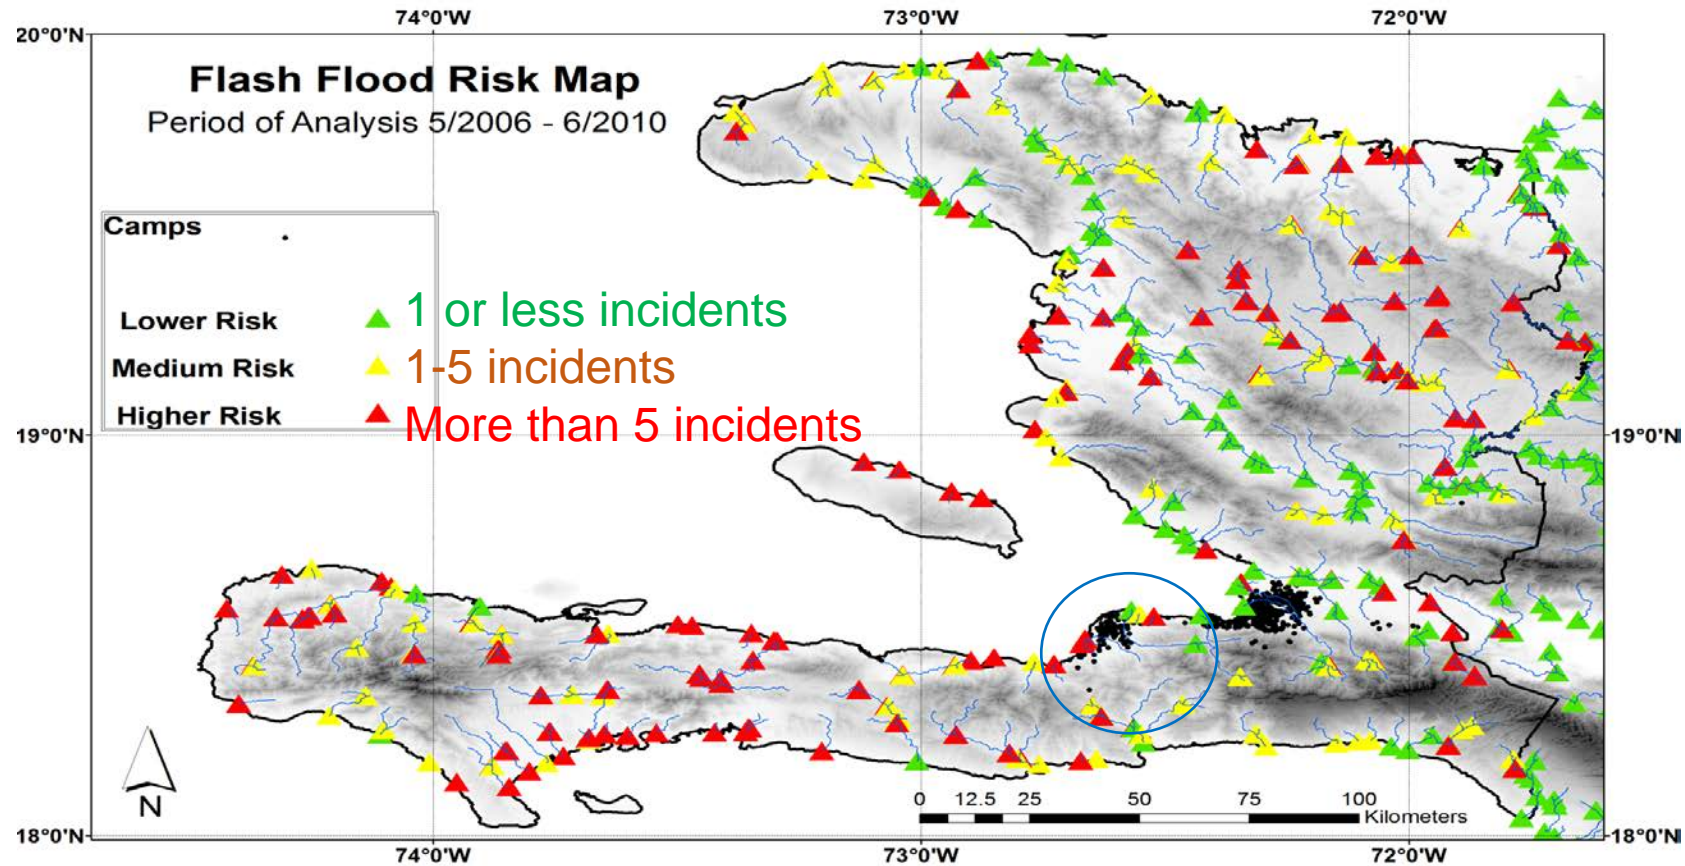 74°0'W 73°0'W 72°0'W
20°0'N
Flash Flood Risk Map
Period of Analysis 5/2006 - 6/2010
Camps
Lower Risk 1 or less incidents
Medium Risk 1-5 incidents
Higher Risk More than 5 incidents
19°0'N 19°0'N
N
0 12.5 25 50 75 100
Kilometers
18°0'N 18°0'N
74°0'W 73°0'W 72°0'W